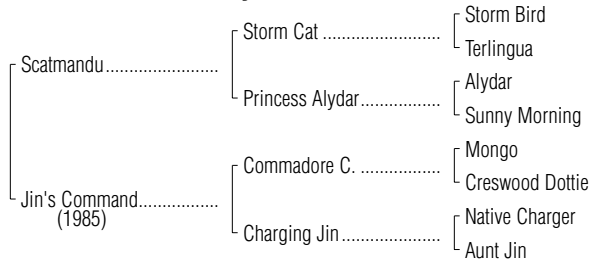 Storm Bird
Storm Cat ........................
Terlingua
Scatmandu.......................
Alydar
Princess Alydar................
Sunny Morning
Mongo
Commadore C. ................
Creswood Dottie
Jin's Command................
(1985)
Native Charger
Charging Jin ....................
Aunt Jin